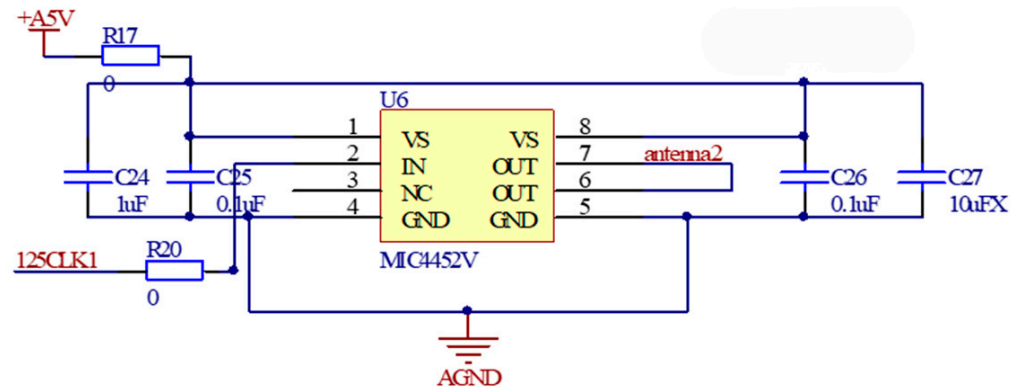 +A5V
R17
0
U6
1
VS
VS
8
2
IN
OUT
7
antenna2
3
NC
OUT
6
4
GND
GND
5
C24
1uF
C25
0.1uF
C26
0.1uF
C27
10uFX
125CLK1
R20
0
MIC4452V
AGND